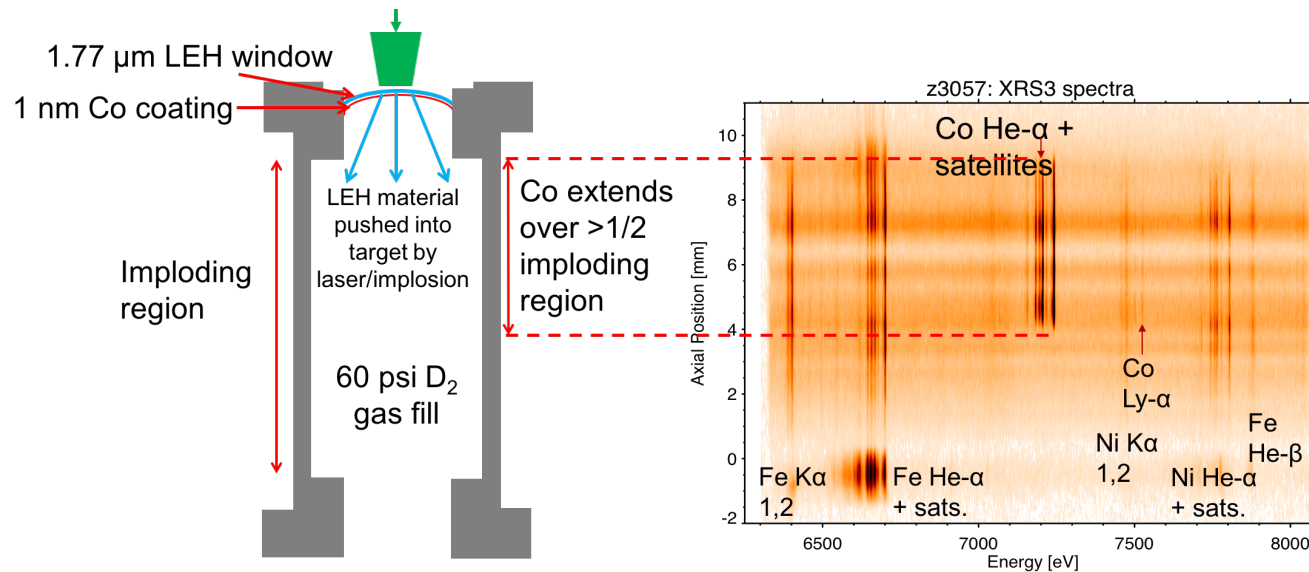 1.77 µm LEH window
1 nm Co coating
Imploding
region
LEH material
pushed into
target by
laser/implosion
60 psi D₂
gas fill
Co extends
over >1/2
imploding
region
z3057: XRS3 spectra
Co He-α +
satellites
Axial Position [mm]
10
8
6
4
2
0
-2
Co
Ly-α
Fe Kα
1,2
Fe He-α
+ sats.
Ni Kα
1,2
Ni He-α
+ sats.
Fe
He-β
6500
7000
7500
8000
Energy [eV]